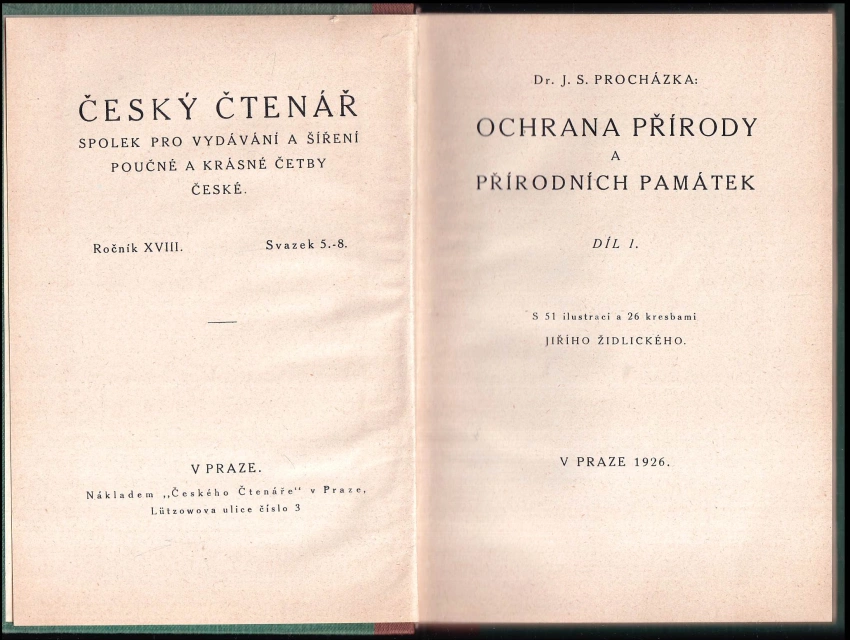 ČESKÝ ČTENÁŘ
SPOLEK PRO VYDÁVÁNÍ A ŠÍŘENÍ
POUČNÉ A KRÁSNÉ ČETBY
ČESKÉ.
Ročník XVIII. Svazek 5.-8.
V PRAZE.
Nákladem „Českého Čtenáře“ v Praze,
Lützowova ulice číslo 3
Dr. J. S. PROCHÁZKA:
OCHRANA PŘÍRODY
A
PŘÍRODNÍCH PAMÁTEK
DÍL I.
S 51 ilustrací a 26 kresbami
JIŘÍHO ŽIDLICKÉHO.
V PRAZE 1926.